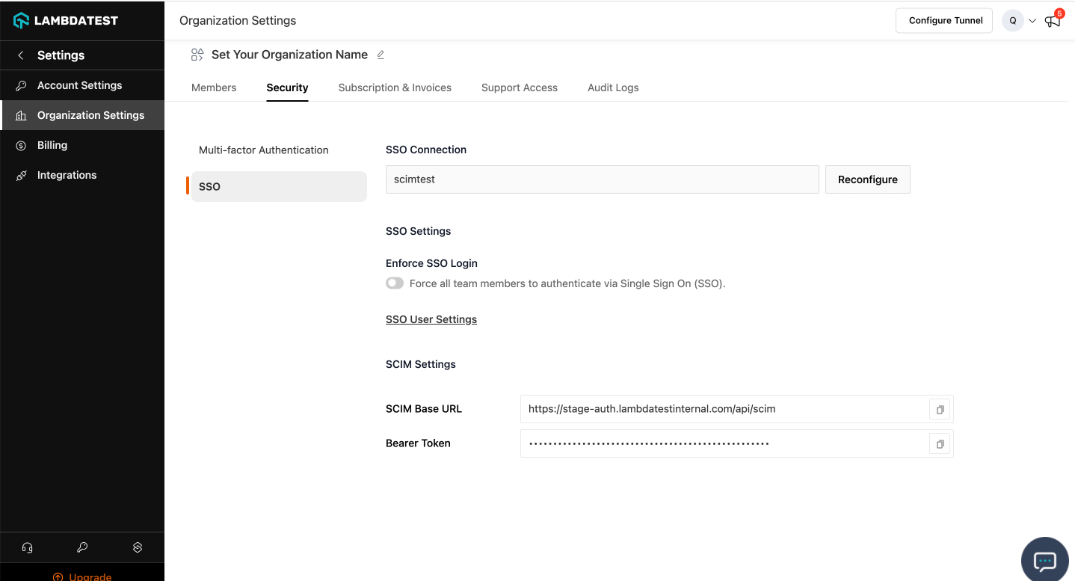 LAMBDATEST
Organization Settings
Configure Tunnel
Q
5
Settings
Set Your Organization Name
Account Settings
Members
Security
Subscription & Invoices
Support Access
Audit Logs
Organization Settings
Billing
Integrations
Multi-factor Authentication
SSO
SSO Connection
scimtest
Reconfigure
SSO Settings
Enforce SSO Login
Force all team members to authenticate via Single Sign On (SSO).
SSO User Settings
SCIM Settings
SCIM Base URL
https://stage-auth.lambdatestinternal.com/api/scim
Bearer Token
Upgrade